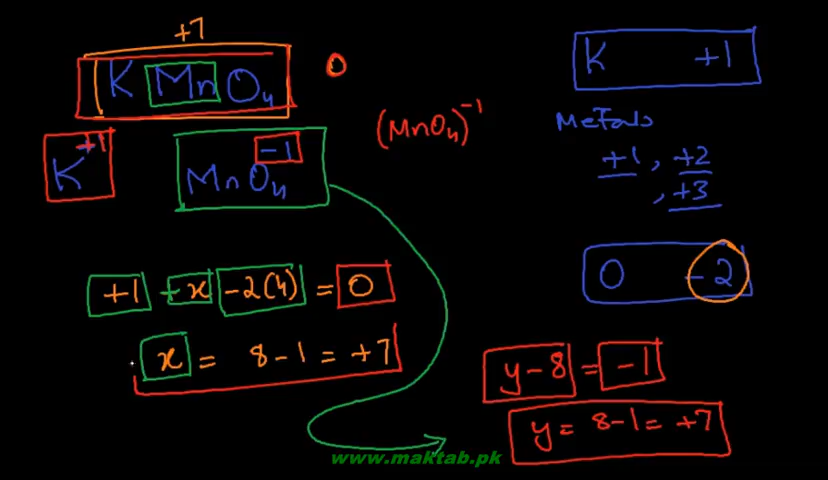 +7
KMnO₄ 0
K +1
(MnO₄)⁻¹
K⁺¹ MnO₄⁻¹
Metals
+1, +2
, +3
O -2
+1 +x -2(4) = 0
x = 8-1 = +7
y-8 = -1
y = 8-1 = +7
www.maktab.pk